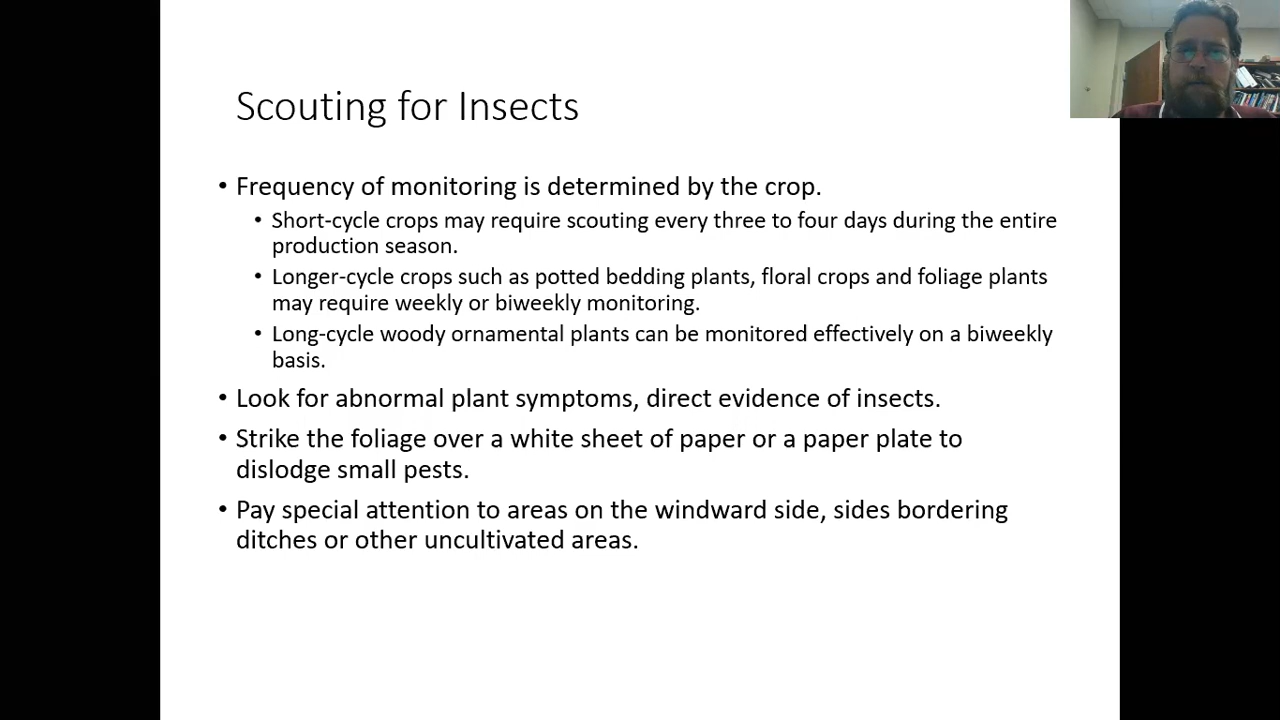 Scouting for Insects
• Frequency of monitoring is determined by the crop.
• Short-cycle crops may require scouting every three to four days during the entire
production season.
• Longer-cycle crops such as potted bedding plants, floral crops and foliage plants
may require weekly or biweekly monitoring.
• Long-cycle woody ornamental plants can be monitored effectively on a biweekly
basis.
• Look for abnormal plant symptoms, direct evidence of insects.
• Strike the foliage over a white sheet of paper or a paper plate to
dislodge small pests.
• Pay special attention to areas on the windward side, sides bordering
ditches or other uncultivated areas.